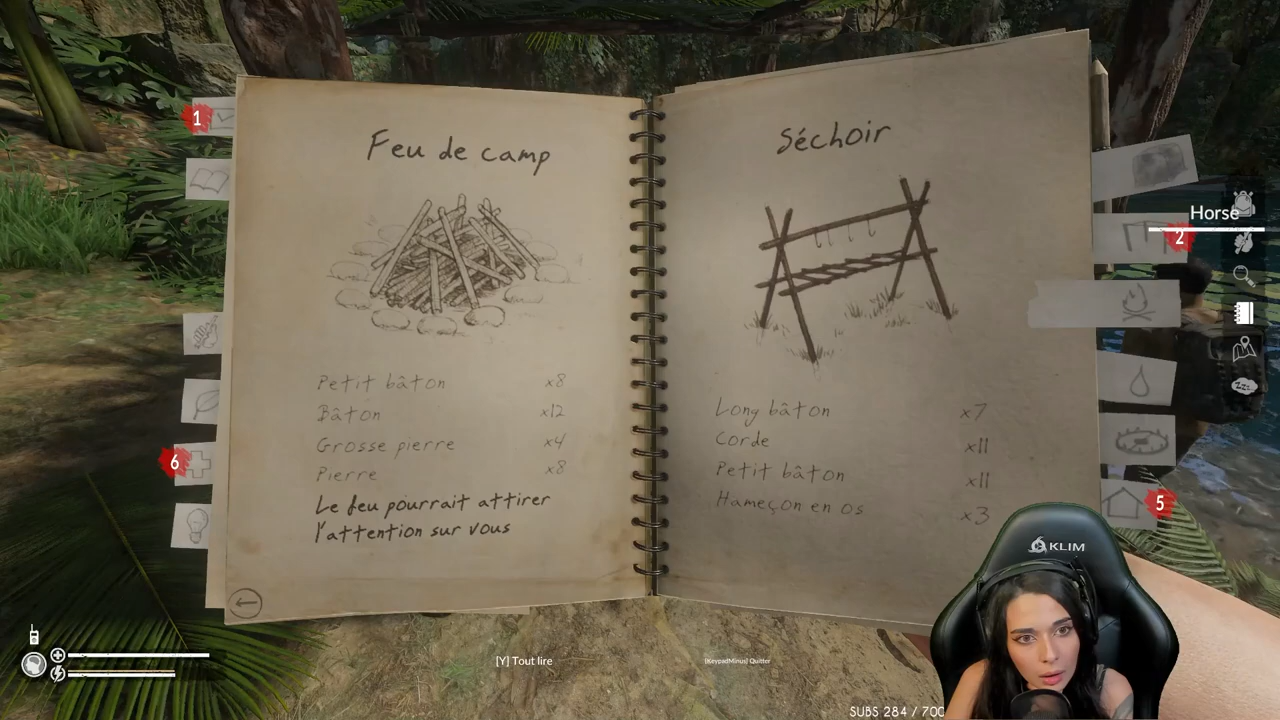 Feu de camp
Petit bâton x8
Bâton x12
Grosse pierre x4
Pierre x8
Le feu pourrait attirer
l'attention sur vous
Séchoir
Long bâton x7
Corde x11
Petit bâton x11
Hameçon en os x3
1
6
Horse
2
5
Zzz
[Y] Tout lire
[KeypadMinus] Quitter
KLIM
SUBS 284 / 700